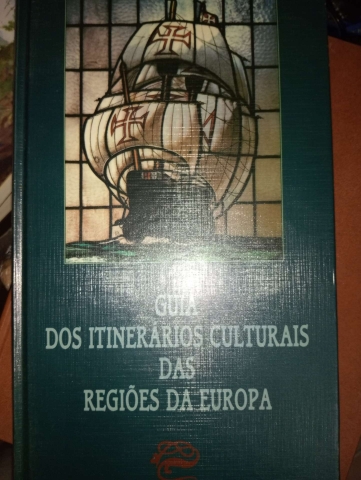 GUIA
DOS ITINERÁRIOS CULTURAIS
DAS
REGIÕES DA EUROPA